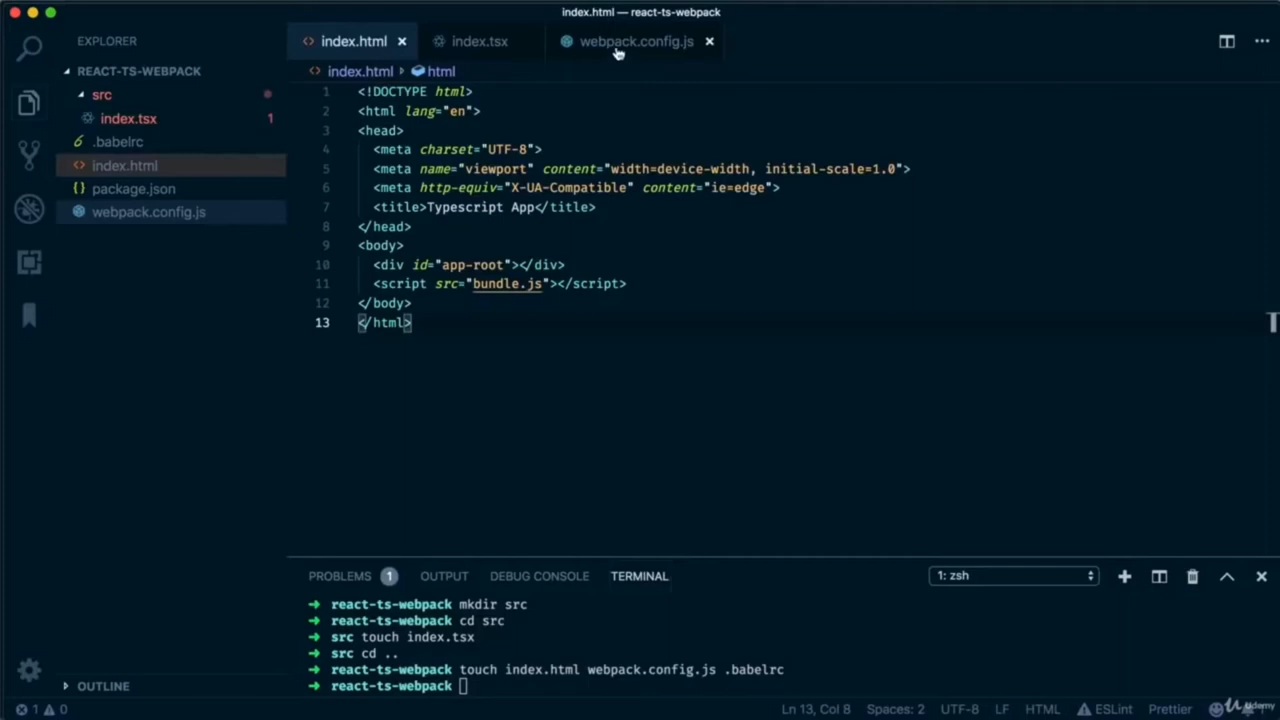 index.html — react-ts-webpack
EXPLORER
REACT-TS-WEBPACK
src
index.tsx 1
.babelrc
index.html
{} package.json
webpack.config.js
OUTLINE
index.html index.tsx webpack.config.js
index.html html
1 <!DOCTYPE html>
2 <html lang="en">
3 <head>
4 <meta charset="UTF-8">
5 <meta name="viewport" content="width=device-width, initial-scale=1.0">
6 <meta http-equiv="X-UA-Compatible" content="ie=edge">
7 <title>Typescript App</title>
8 </head>
9 <body>
10 <div id="app-root"></div>
11 <script src="bundle.js"></script>
12 </body>
13 </html>
PROBLEMS 1 OUTPUT DEBUG CONSOLE TERMINAL 1: zsh
→ react-ts-webpack mkdir src
→ react-ts-webpack cd src
→ src touch index.tsx
→ src cd ..
→ react-ts-webpack touch index.html webpack.config.js .babelrc
→ react-ts-webpack
1 0 Ln 13, Col 8 Spaces: 2 UTF-8 LF HTML ESLint Prettier
udemy